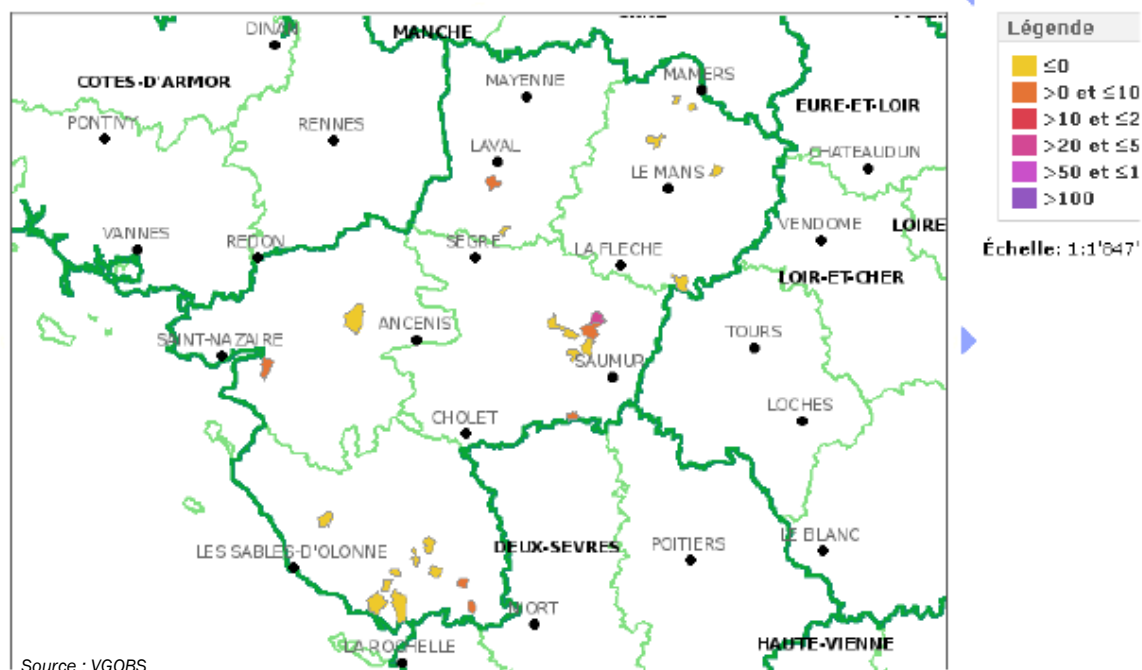 DINAN
MANCHE
Légende
COTES-D'ARMOR
MAYENNE
MAMERS
≤0
>0 et ≤10
EURE-ET-LOIR
PONTIVY
RENNES
>10 et ≤2
LAVAL
CHATEAUDUN
>20 et ≤5
LE MANS
>50 et ≤1
>100
VANNES
REDON
SEGRE
LA FLECHE
VENDOME
LOIRE
Échelle: 1:1'647'
LOIR-ET-CHER
SAINT-NAZAIRE
ANCENIS
TOURS
SAUMUR
CHOLET
LOCHES
LES SABLES-D'OLONNE
DEUX-SEVRES
POITIERS
LE BLANC
NIORT
LA ROCHELLE
HAUTE-VIENNE
Source : VGOBS